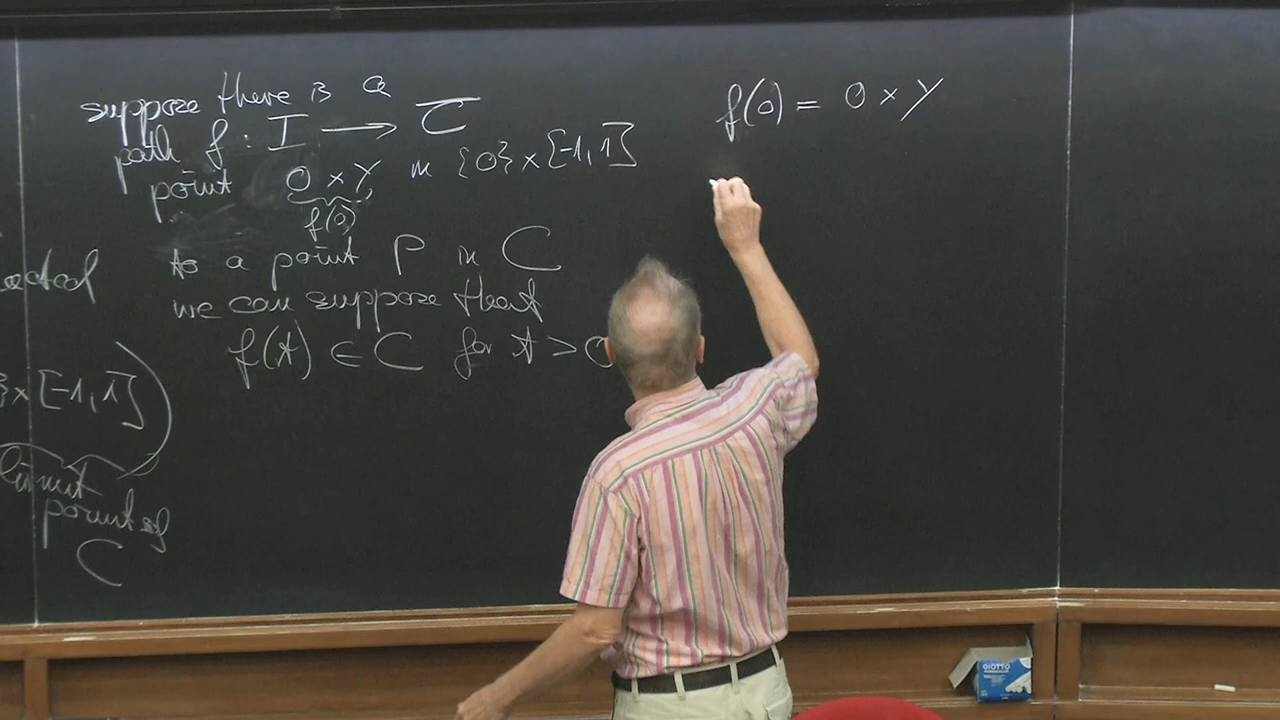 suppose there is a
path f : I → C̅
point 0 × y, in {0} × [-1, 1]
f(0)
to a point p in C
we can suppose that
f(t) ∈ C for t > 0
f(0) = 0 × y
} × [-1, 1])
limit
point of
C
GIOTTO